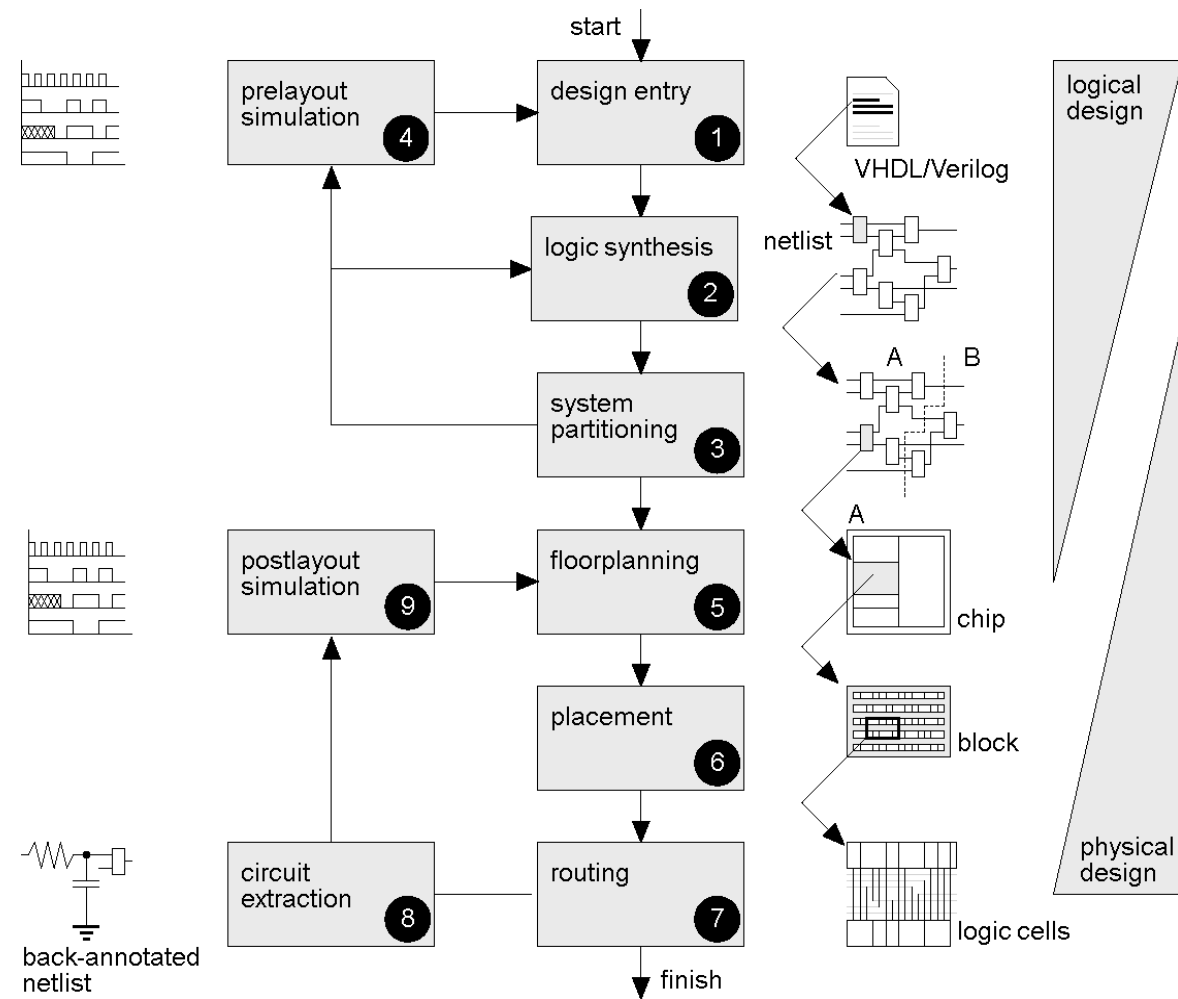 start
prelayout
simulation
4
design entry
1
VHDL/Verilog
logical
design
logic synthesis
2
netlist
system
partitioning
3
A
B
postlayout
simulation
9
floorplanning
5
A
chip
placement
6
block
circuit
extraction
8
routing
7
logic cells
physical
design
back-annotated
netlist
finish